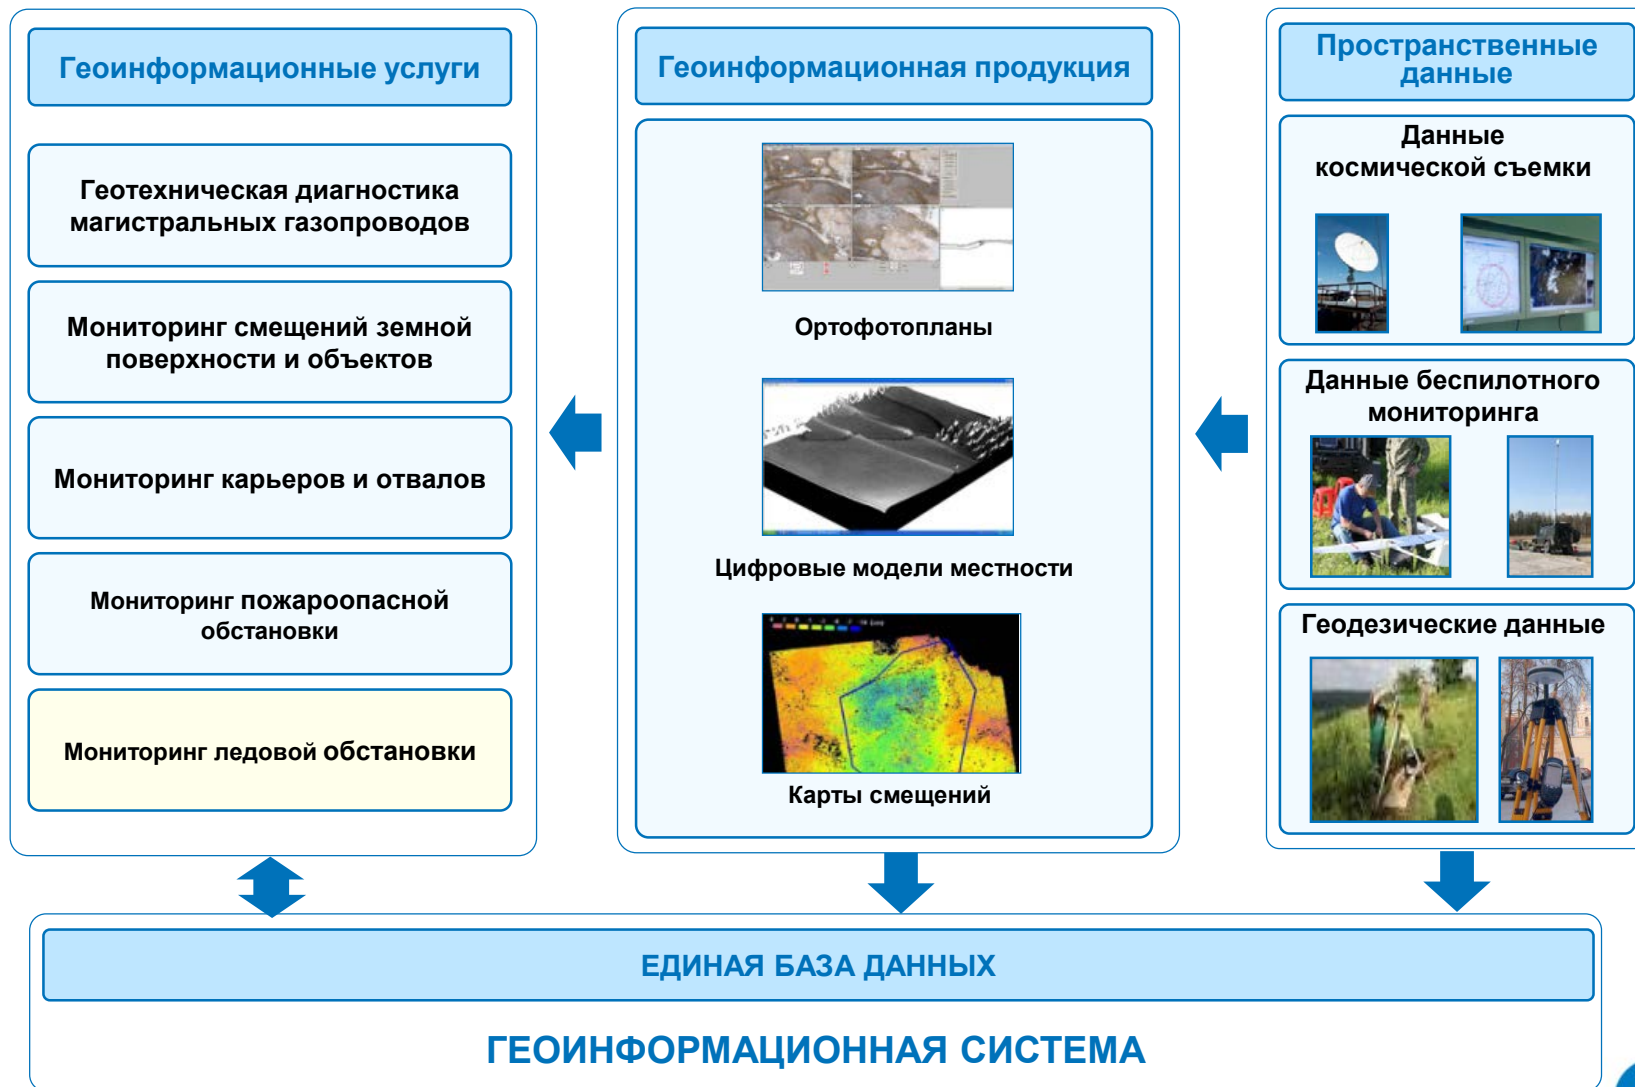 Геоинформационные услуги
Геотехническая диагностика
магистральных газопроводов
Мониторинг смещений земной
поверхности и объектов
Мониторинг карьеров и отвалов
Мониторинг пожароопасной
обстановки
Мониторинг ледовой обстановки
Геоинформационная продукция
Ортофотопланы
Цифровые модели местности
Карты смещений
Пространственные
данные
Данные
космической съемки
Данные беспилотного
мониторинга
Геодезические данные
ЕДИНАЯ БАЗА ДАННЫХ
ГЕОИНФОРМАЦИОННАЯ СИСТЕМА